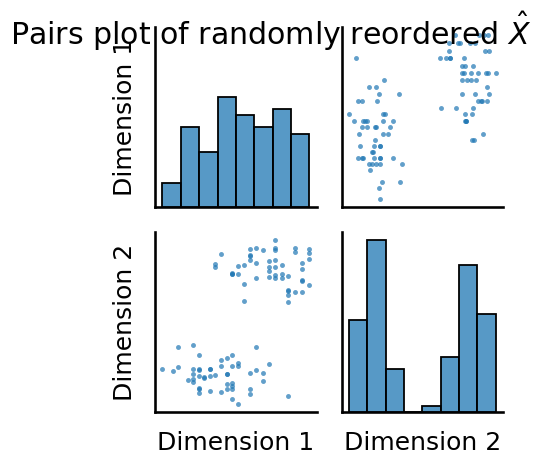 Pairs plot of randomly reordered X̂
Dimension 1
Dimension 2
Dimension 1
Dimension 2